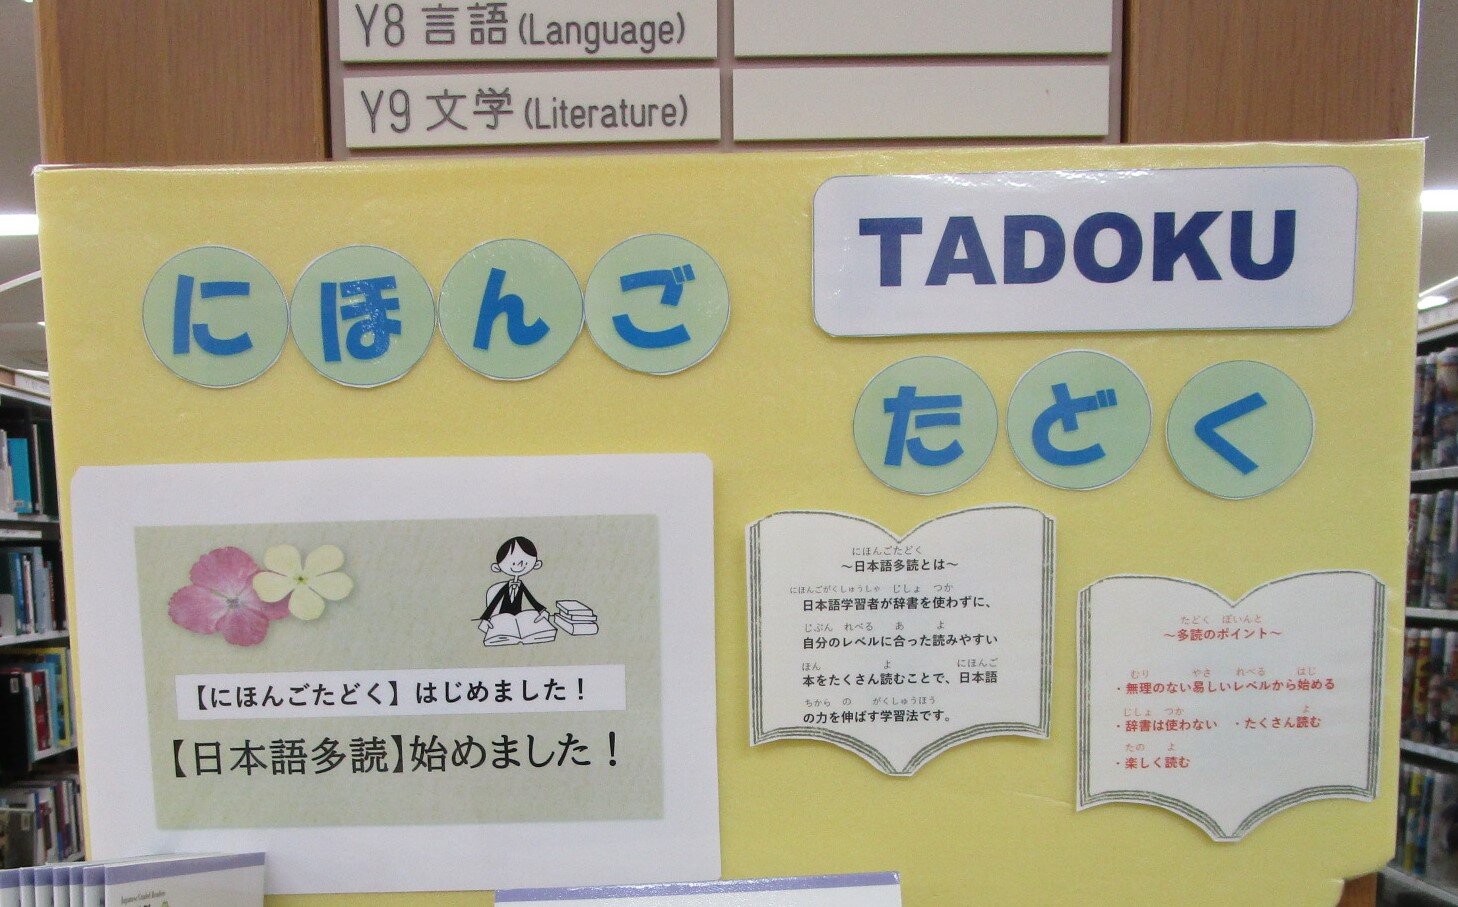 Y8 言語 (Language)
Y9 文学 (Literature)
TADOKU
にほんご
たどく
【にほんごたどく】はじめました！
【日本語多読】始めました！
にほんごたどく
～日本語多読とは～
にほんごがくしゅうしゃ じしょ つか
日本語学習者が辞書を使わずに、
じぶん れべる あ よ
自分のレベルに合った読みやすい
ほん よ にほんご
本をたくさん読むことで、日本語
ちから の がくしゅうほう
の力を伸ばす学習法です。
たどく ぽいんと
～多読のポイント～
むり やさ れべる はじ
・無理のない易しいレベルから始める
じしょ つか よ
・辞書は使わない ・たくさん読む
たの よ
・楽しく読む
Japanese Graded Readers